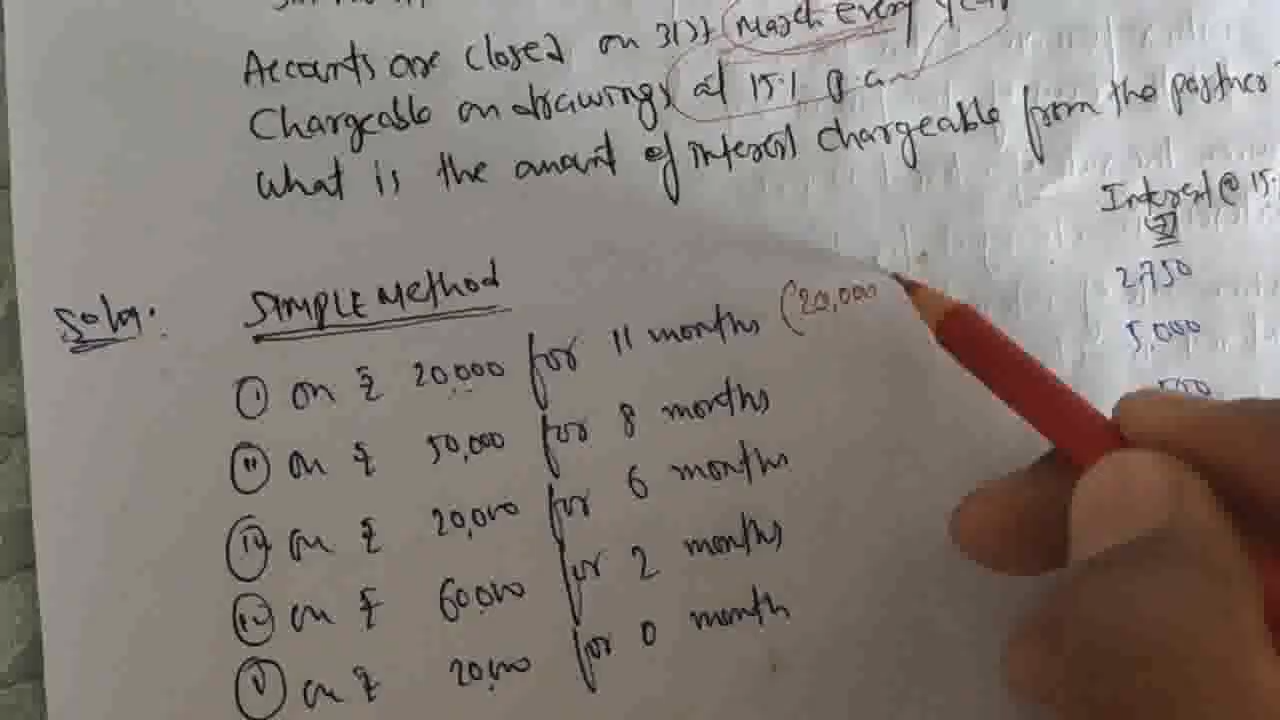 Accounts are closed on 31st March every year
Chargeable on drawings at 15% p.an
What is the amount of interest chargeable from the partner?
Interest @ 15%
₹
Soln.
SIMPLE Method
2,750
(i) on ₹ 20,000 for 11 months (20,000
5,000
(ii) on ₹ 50,000 for 8 months
(iii) on ₹ 20,000 for 6 months
(iv) on ₹ 60,000 for 2 months
(v) on ₹ 20,000 for 0 month